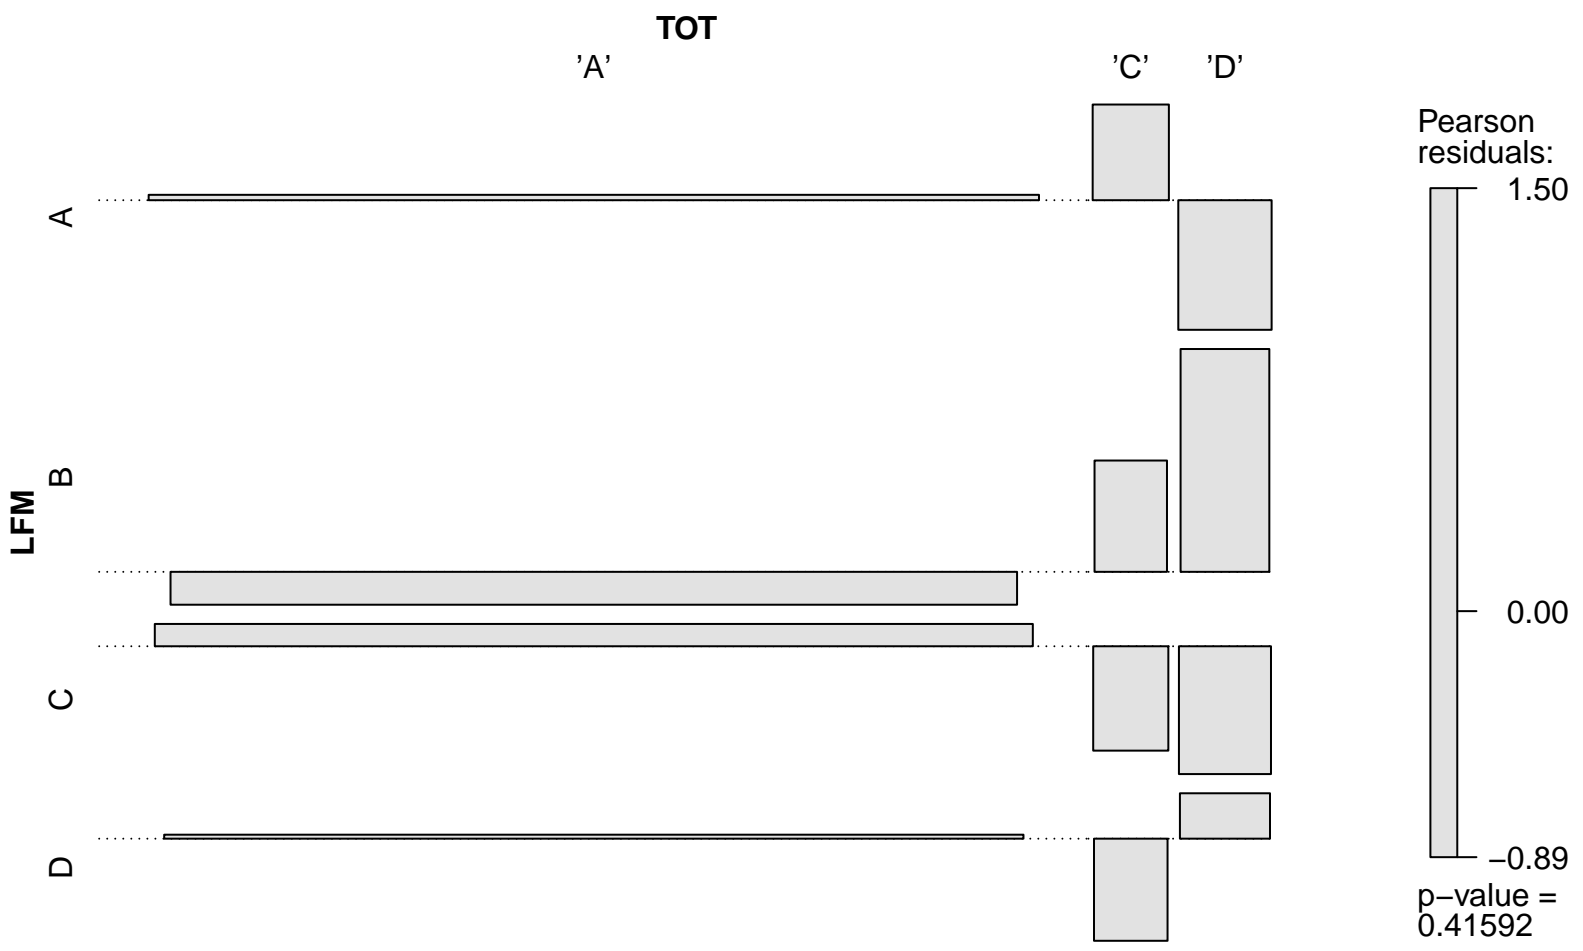 TOT
’A’ ’C’ ’D’
LFM
A
B
C
D
Pearson
residuals:
1.50
0.00
−0.89
p−value =
0.41592